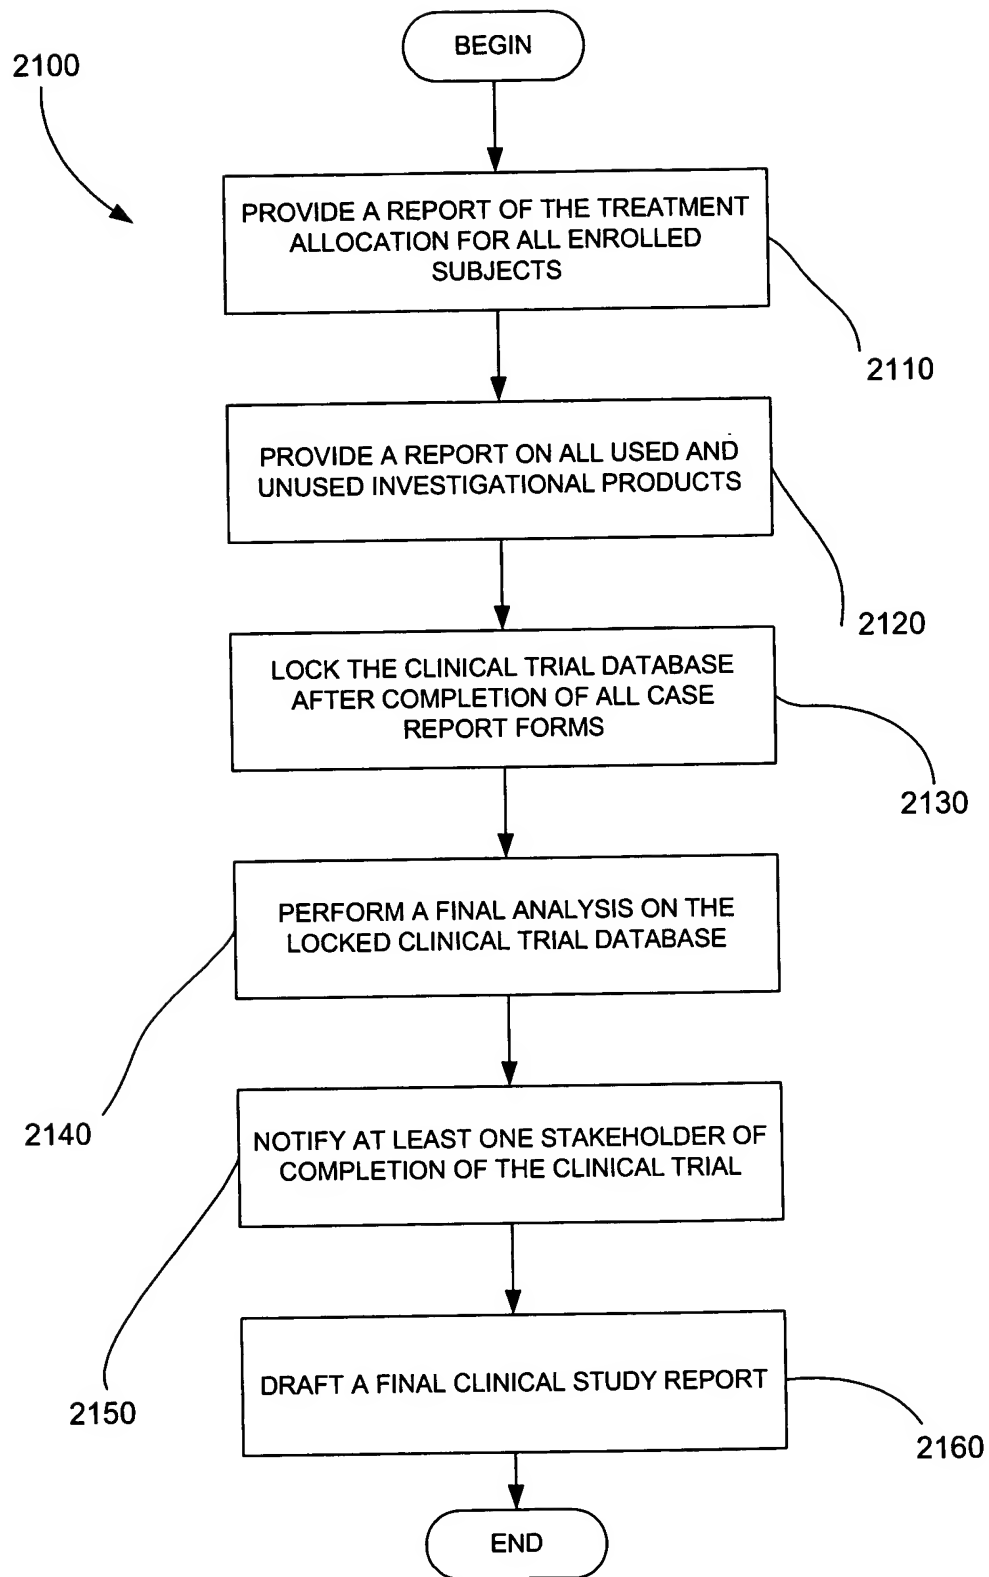 BEGIN
2100
PROVIDE A REPORT OF THE TREATMENT
ALLOCATION FOR ALL ENROLLED
SUBJECTS
2110
PROVIDE A REPORT ON ALL USED AND
UNUSED INVESTIGATIONAL PRODUCTS
2120
LOCK THE CLINICAL TRIAL DATABASE
AFTER COMPLETION OF ALL CASE
REPORT FORMS
2130
PERFORM A FINAL ANALYSIS ON THE
LOCKED CLINICAL TRIAL DATABASE
2140
NOTIFY AT LEAST ONE STAKEHOLDER OF
COMPLETION OF THE CLINICAL TRIAL
2150
DRAFT A FINAL CLINICAL STUDY REPORT
2160
END